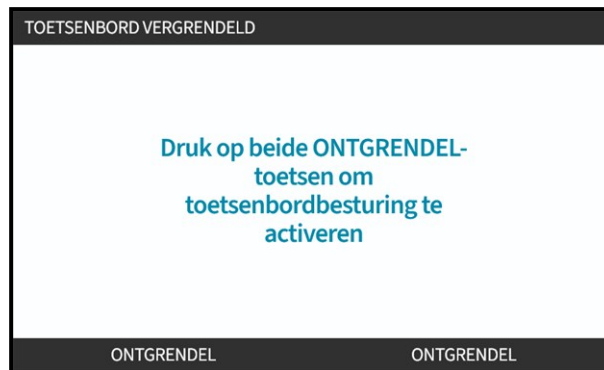 TOETSENBORD VERGRENDELD
Druk op beide ONTGRENDEL-
toetsen om
toetsenbordbesturing te
activeren
ONTGRENDEL ONTGRENDEL